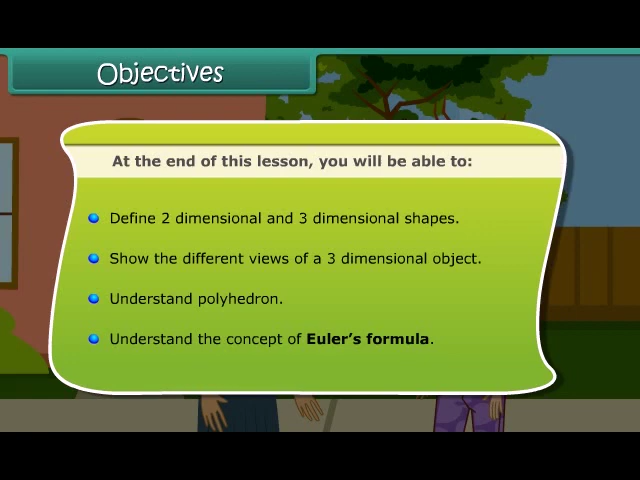 Objectives
At the end of this lesson, you will be able to:
Define 2 dimensional and 3 dimensional shapes.
Show the different views of a 3 dimensional object.
Understand polyhedron.
Understand the concept of Euler's formula.